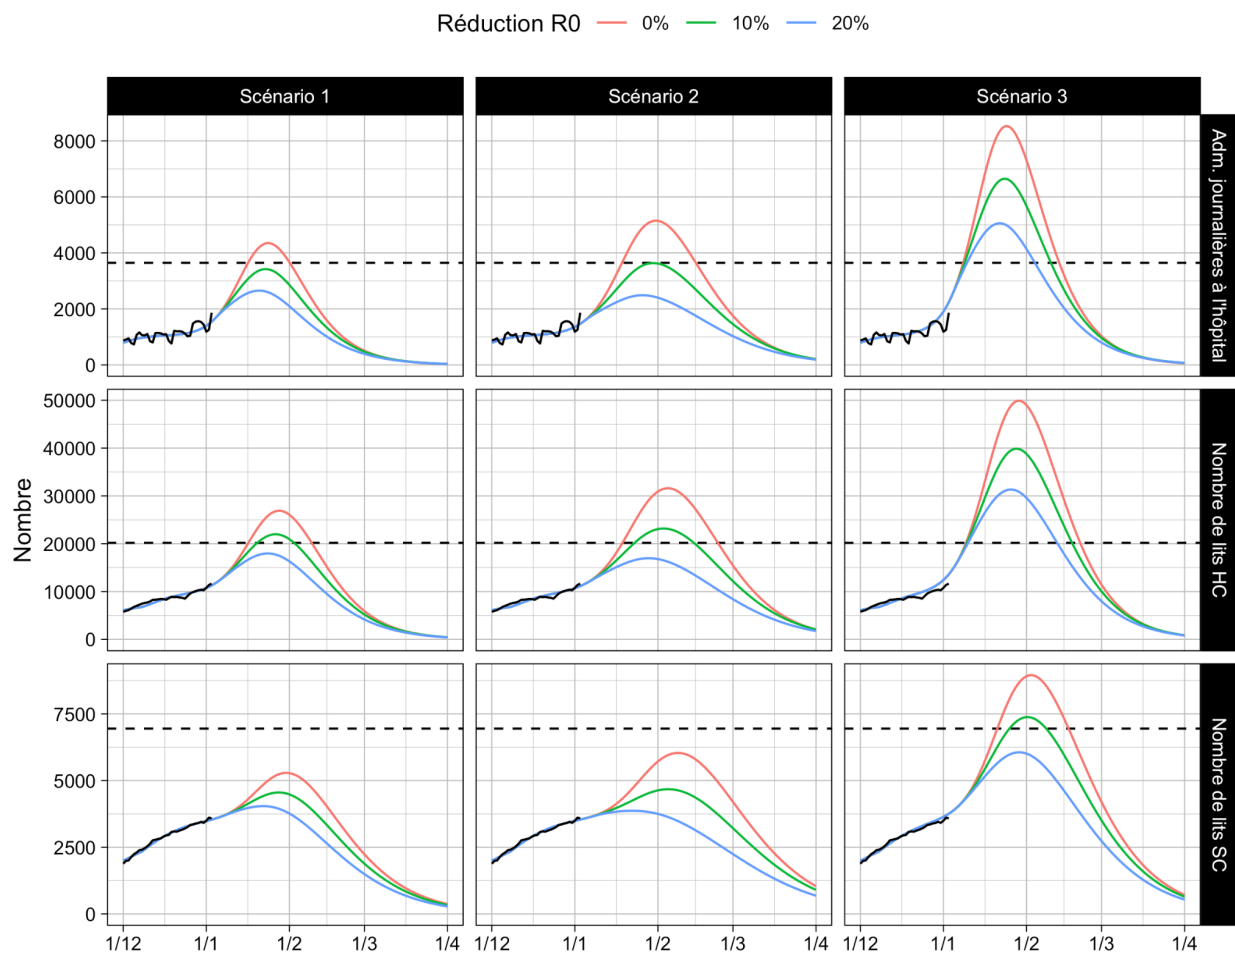 Réduction R0 0% 10% 20%
Scénario 1 Scénario 2 Scénario 3
Nombre
8000
6000
4000
2000
0
Adm. journalières à l'hôpital
50000
40000
30000
20000
10000
0
Nombre de lits HC
7500
5000
2500
0
Nombre de lits SC
1/12 1/1 1/2 1/3 1/4 1/12 1/1 1/2 1/3 1/4 1/12 1/1 1/2 1/3 1/4